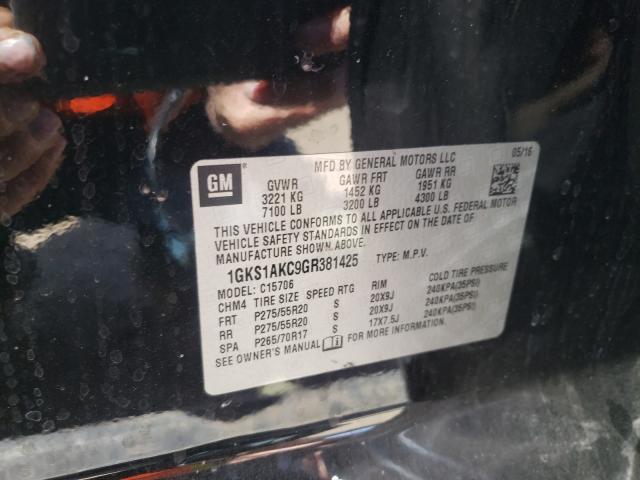 GM
MFD BY GENERAL MOTORS LLC 05/16
GVWR GAWR FRT GAWR RR
3221 KG 1452 KG 1951 KG
7100 LB 3200 LB 4300 LB
THIS VEHICLE CONFORMS TO ALL APPLICABLE U.S. FEDERAL MOTOR
VEHICLE SAFETY STANDARDS IN EFFECT ON THE DATE OF
MANUFACTURE SHOWN ABOVE.
1GKS1AKC9GR381425 TYPE: M.P.V.
MODEL: C15706
CHM4 TIRE SIZE SPEED RTG RIM COLD TIRE PRESSURE
FRT P275/55R20 S 20X9J 240KPA(35PSI)
RR P275/55R20 S 20X9J 240KPA(35PSI)
SPA P265/70R17 S 17X7.5J 240KPA(35PSI)
SEE OWNER'S MANUAL FOR MORE INFORMATION